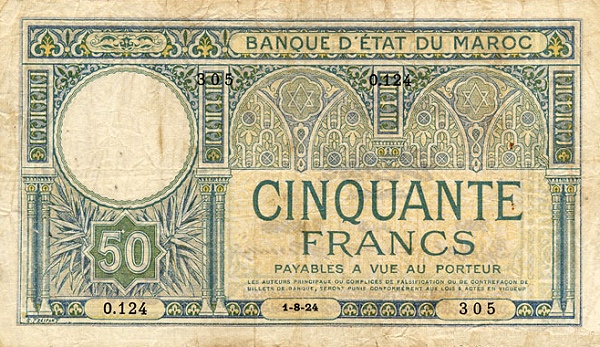 BANQUE D'ÉTAT DU MAROC
305 0.124
CINQUANTE
FRANCS
50
PAYABLES A VUE AU PORTEUR
LES AUTEURS PRINCIPAUX OU COMPLICES DE FALSIFICATION OU DE CONTREFAÇON DE
BILLETS DE BANQUE, SERONT PUNIS CONFORMÉMENT AUX LOIS & ACTES EN VIGUEUR
0.124 1-8-24 305